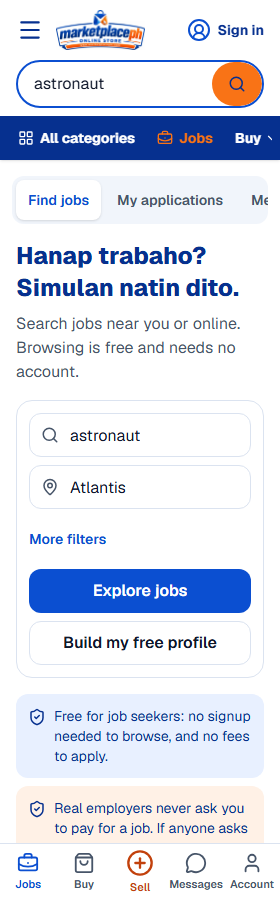 marketplaceph
ONLINE STORE
Sign in
astronaut
All categories
Jobs
Buy
Find jobs
My applications
Me
Hanap trabaho?
Simulan natin dito.
Search jobs near you or online.
Browsing is free and needs no
account.
astronaut
Atlantis
More filters
Explore jobs
Build my free profile
Free for job seekers: no signup
needed to browse, and no fees
to apply.
Real employers never ask you
to pay for a job. If anyone asks
Jobs
Buy
Sell
Messages
Account